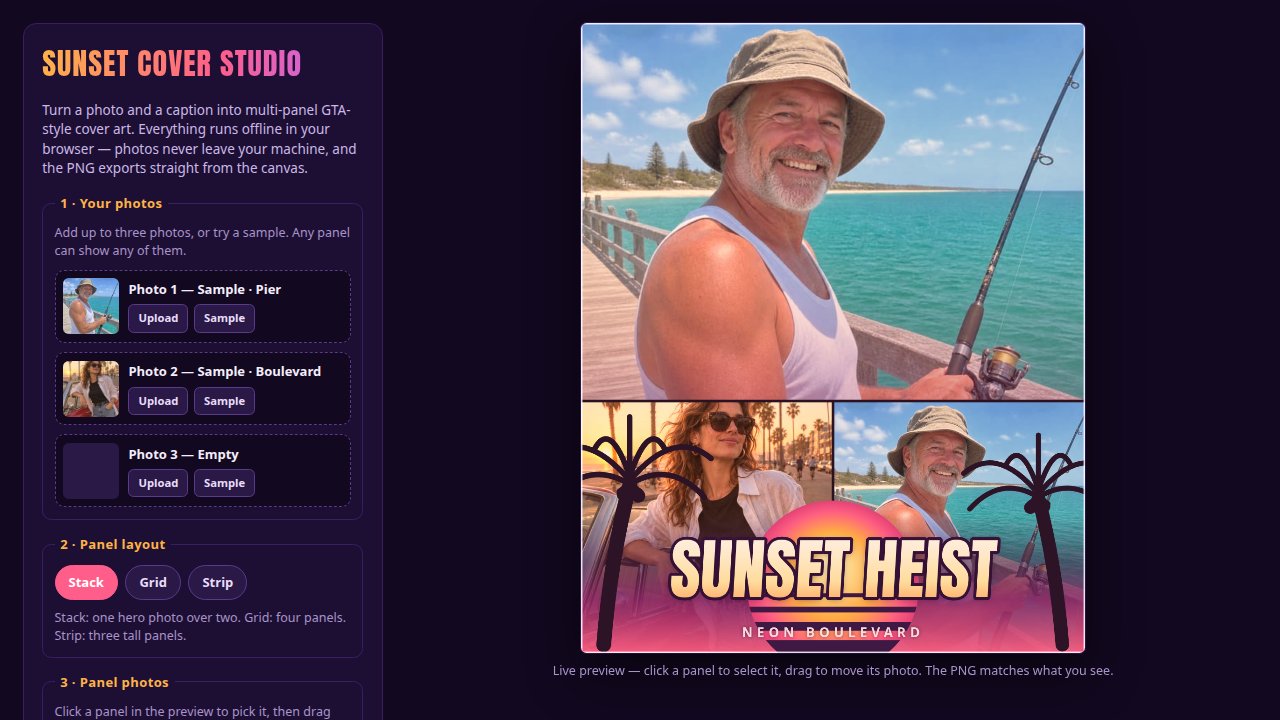 SUNSET COVER STUDIO
Turn a photo and a caption into multi-panel GTA-
style cover art. Everything runs offline in your
browser — photos never leave your machine, and
the PNG exports straight from the canvas.
1 · Your photos
Add up to three photos, or try a sample. Any panel
can show any of them.
Photo 1 — Sample · Pier
Upload Sample
Photo 2 — Sample · Boulevard
Upload Sample
Photo 3 — Empty
Upload Sample
2 · Panel layout
Stack Grid Strip
Stack: one hero photo over two. Grid: four panels.
Strip: three tall panels.
3 · Panel photos
Click a panel in the preview to pick it, then drag
SUNSET HEIST
NEON BOULEVARD
Live preview — click a panel to select it, drag to move its photo. The PNG matches what you see.